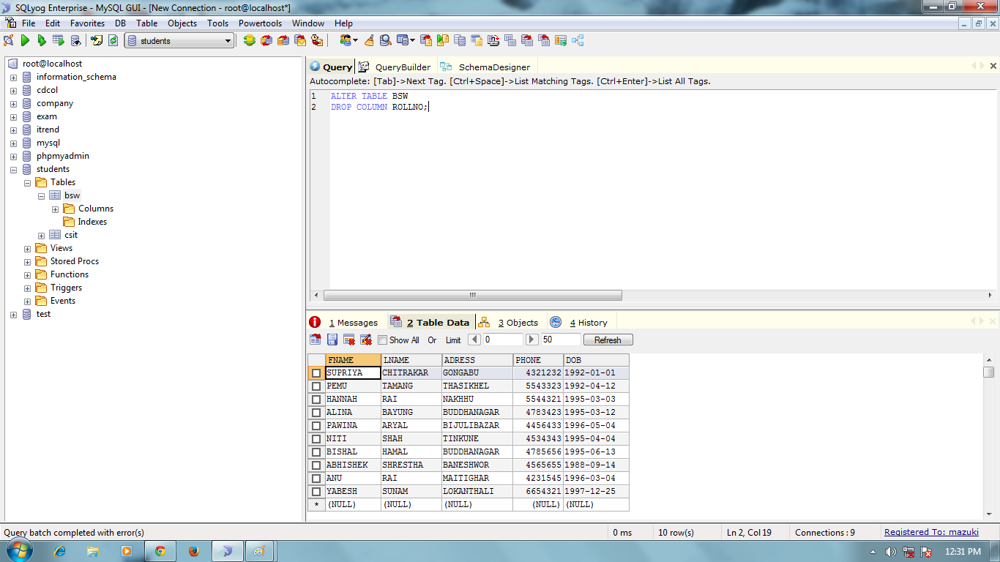 SQLyog Enterprise - MySQL GUI - [New Connection - root@localhost*]
File Edit Favorites DB Table Objects Tools Powertools Window Help
students
root@localhost
information_schema
cdcol
company
exam
itrend
mysql
phpmyadmin
students
Tables
bsw
Columns
Indexes
csit
Views
Stored Procs
Functions
Triggers
Events
test
Query QueryBuilder SchemaDesigner
Autocomplete: [Tab]->Next Tag. [Ctrl+Space]->List Matching Tags. [Ctrl+Enter]->List All Tags.
1 ALTER TABLE BSW
2 DROP COLUMN ROLLNO;
1 Messages 2 Table Data 3 Objects 4 History
Show All Or Limit 0 50 Refresh
FNAME LNAME ADRESS PHONE DOB
SUPRIYA CHITRAKAR GONGABU 4321232 1992-01-01
PEMU TAMANG THASIKHEL 5543323 1992-04-12
HANNAH RAI NAKHHU 5544321 1995-03-03
ALINA BAYUNG BUDDHANAGAR 4783423 1995-03-12
PAWINA ARYAL BIJULIBAZAR 4456433 1996-05-04
NITI SHAH TINKUNE 4534343 1995-04-04
BISHAL HAMAL BUDDHANAGAR 4785656 1995-06-13
ABHISHEK SHRESTHA BANESHWOR 4565655 1988-09-14
ANU RAI MAITIGHAR 4231545 1996-03-04
YABESH SUNAM LOKANTHALI 6654321 1997-12-25
* (NULL) (NULL) (NULL) (NULL) (NULL)
Query batch completed with error(s) 0 ms 10 row(s) Ln 2, Col 19 Connections : 9 Registered To: mazuki
12:31 PM